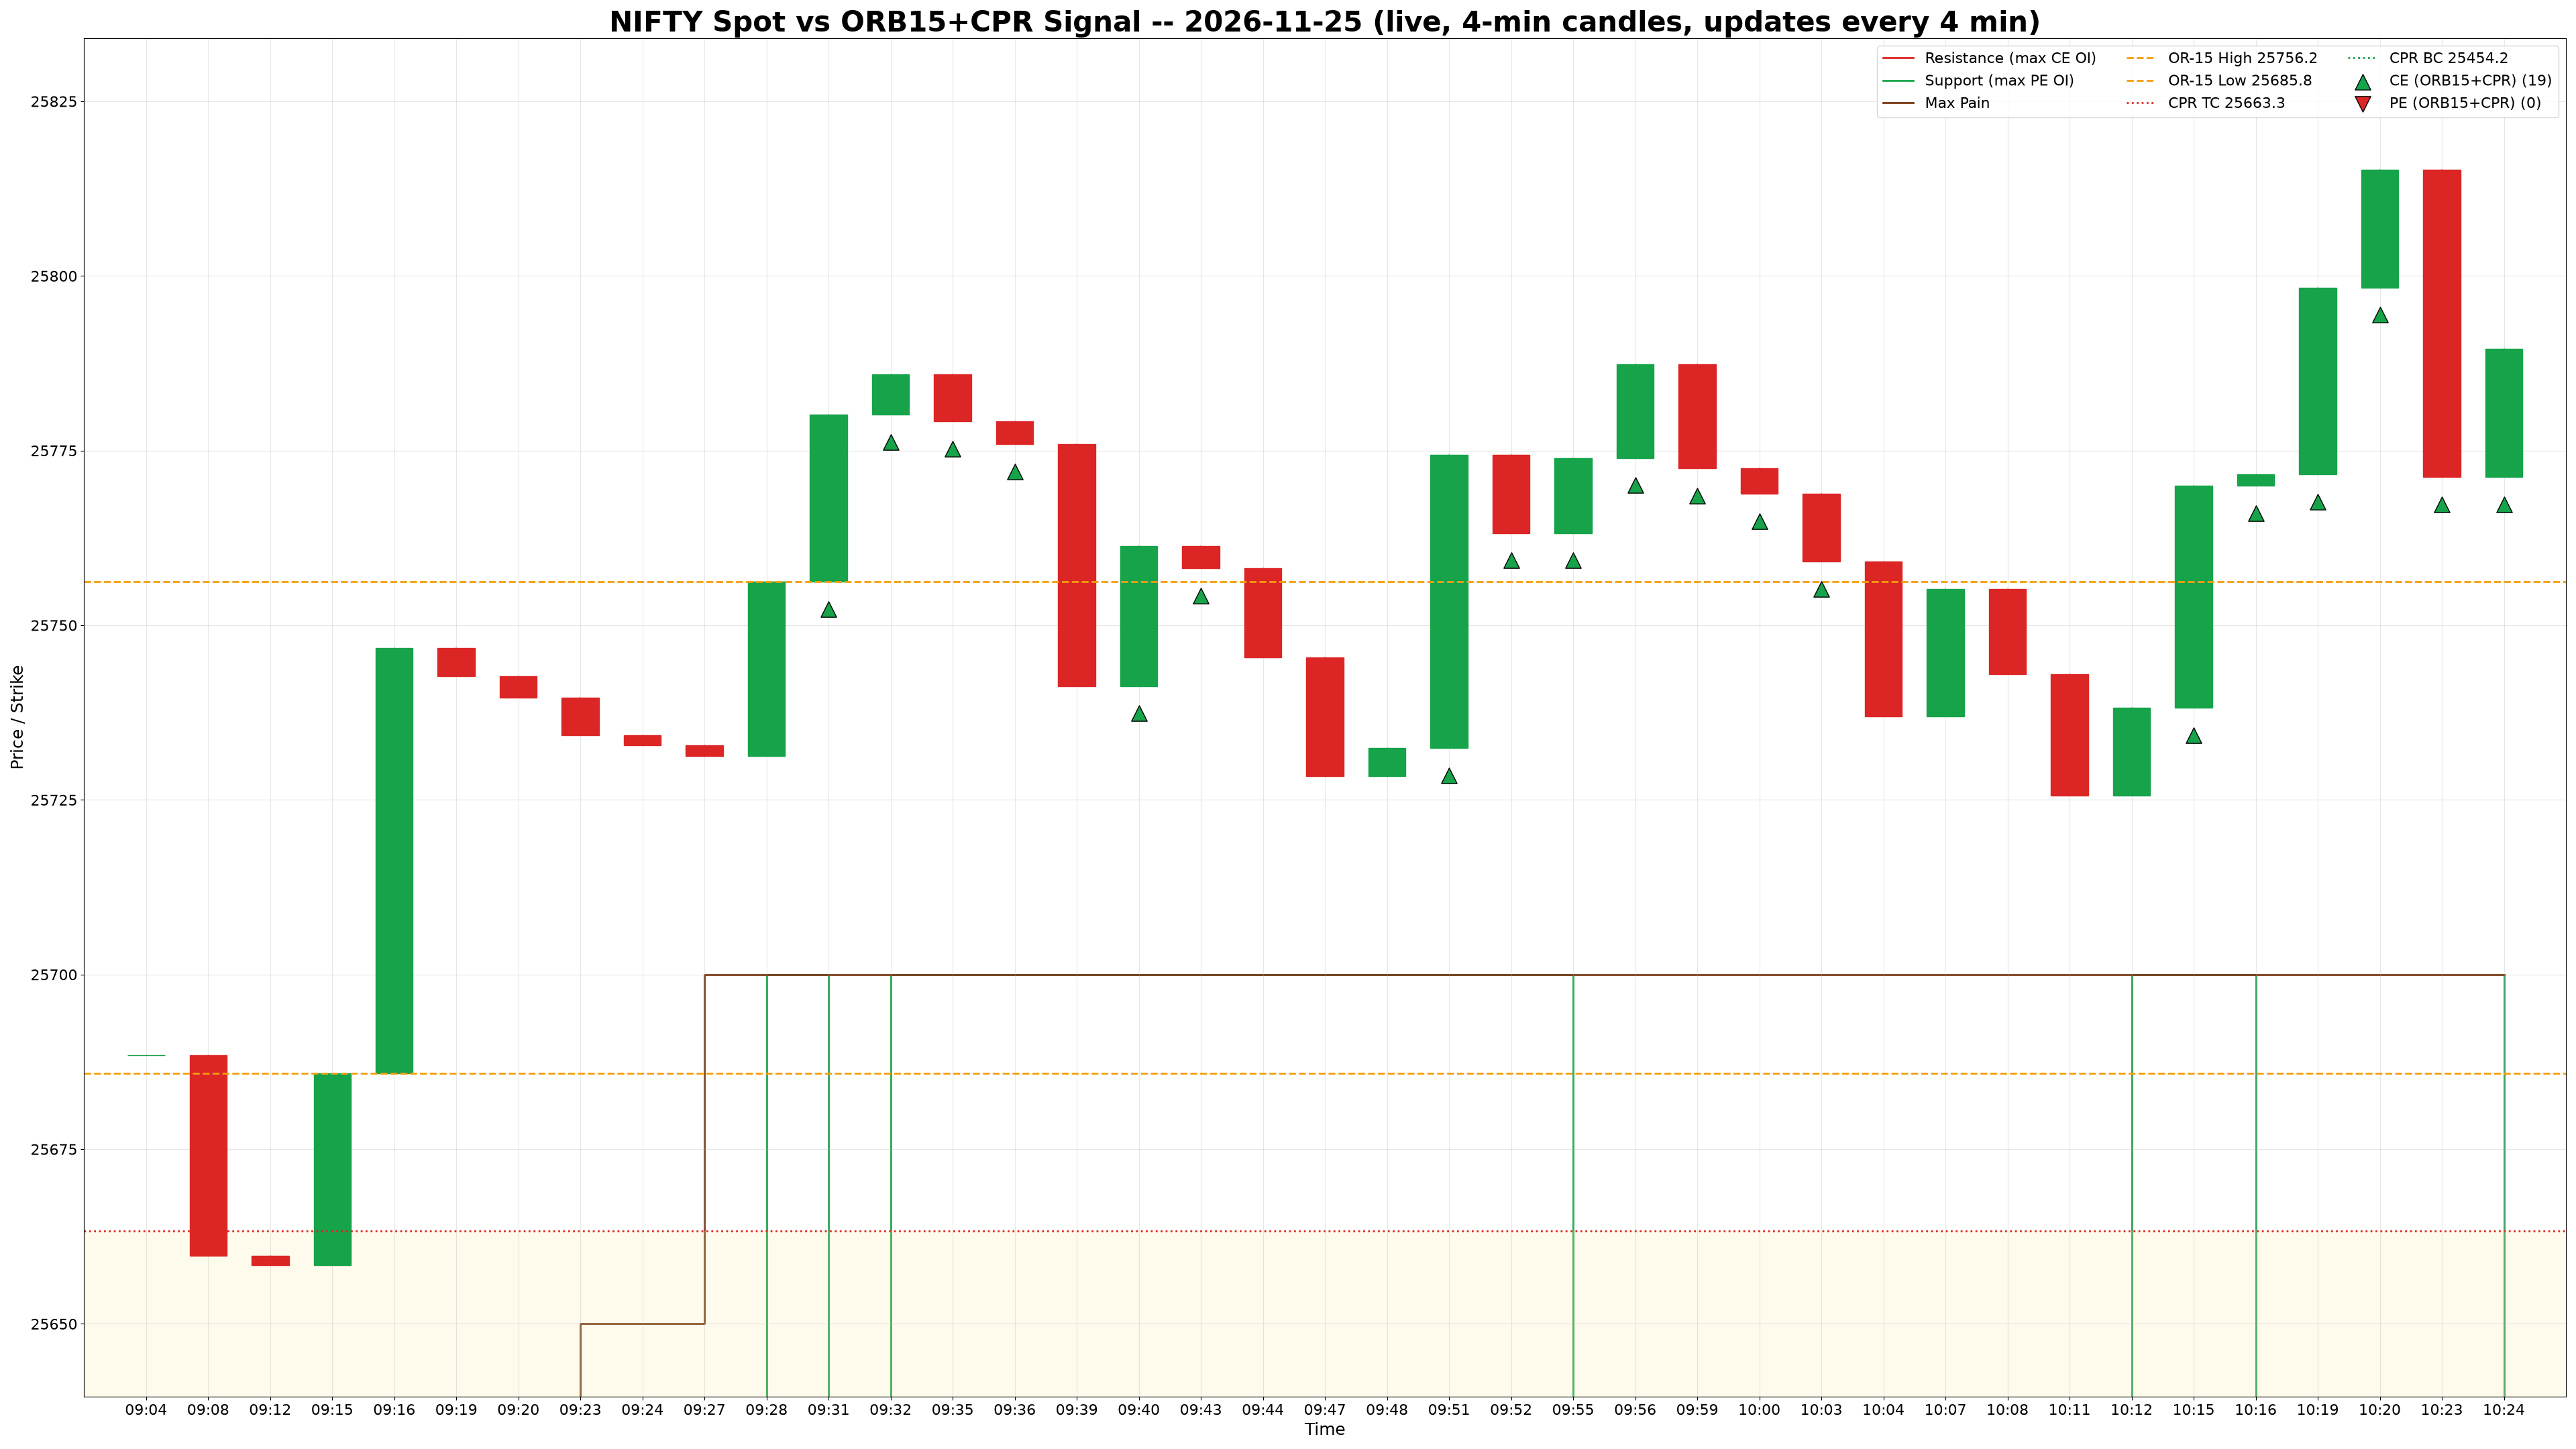 NIFTY Spot vs ORB15+CPR Signal -- 2026-11-25 (live, 4-min candles, updates every 4 min)
Resistance (max CE OI)
Support (max PE OI)
Max Pain
OR-15 High 25756.2
OR-15 Low 25685.8
CPR TC 25663.3
CPR BC 25454.2
CE (ORB15+CPR) (19)
PE (ORB15+CPR) (0)
Price / Strike
25825
25800
25775
25750
25725
25700
25675
25650
09:04 09:08 09:12 09:15 09:16 09:19 09:20 09:23 09:24 09:27 09:28 09:31 09:32 09:35 09:36 09:39 09:40 09:43 09:44 09:47 09:48 09:51 09:52 09:55 09:56 09:59 10:00 10:03 10:04 10:07 10:08 10:11 10:12 10:15 10:16 10:19 10:20 10:23 10:24
Time